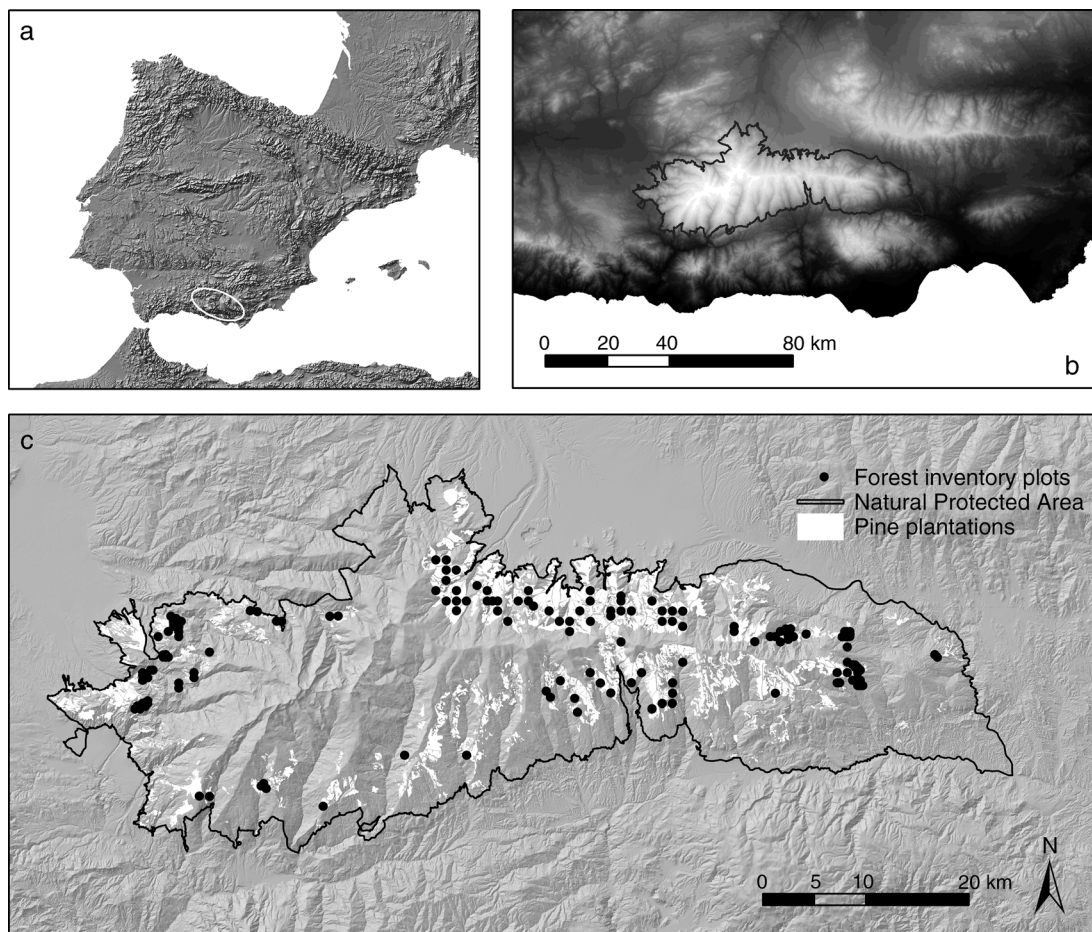 a
0 20 40 80 km
b
c
Forest inventory plots
Natural Protected Area
Pine plantations
N
0 5 10 20 km